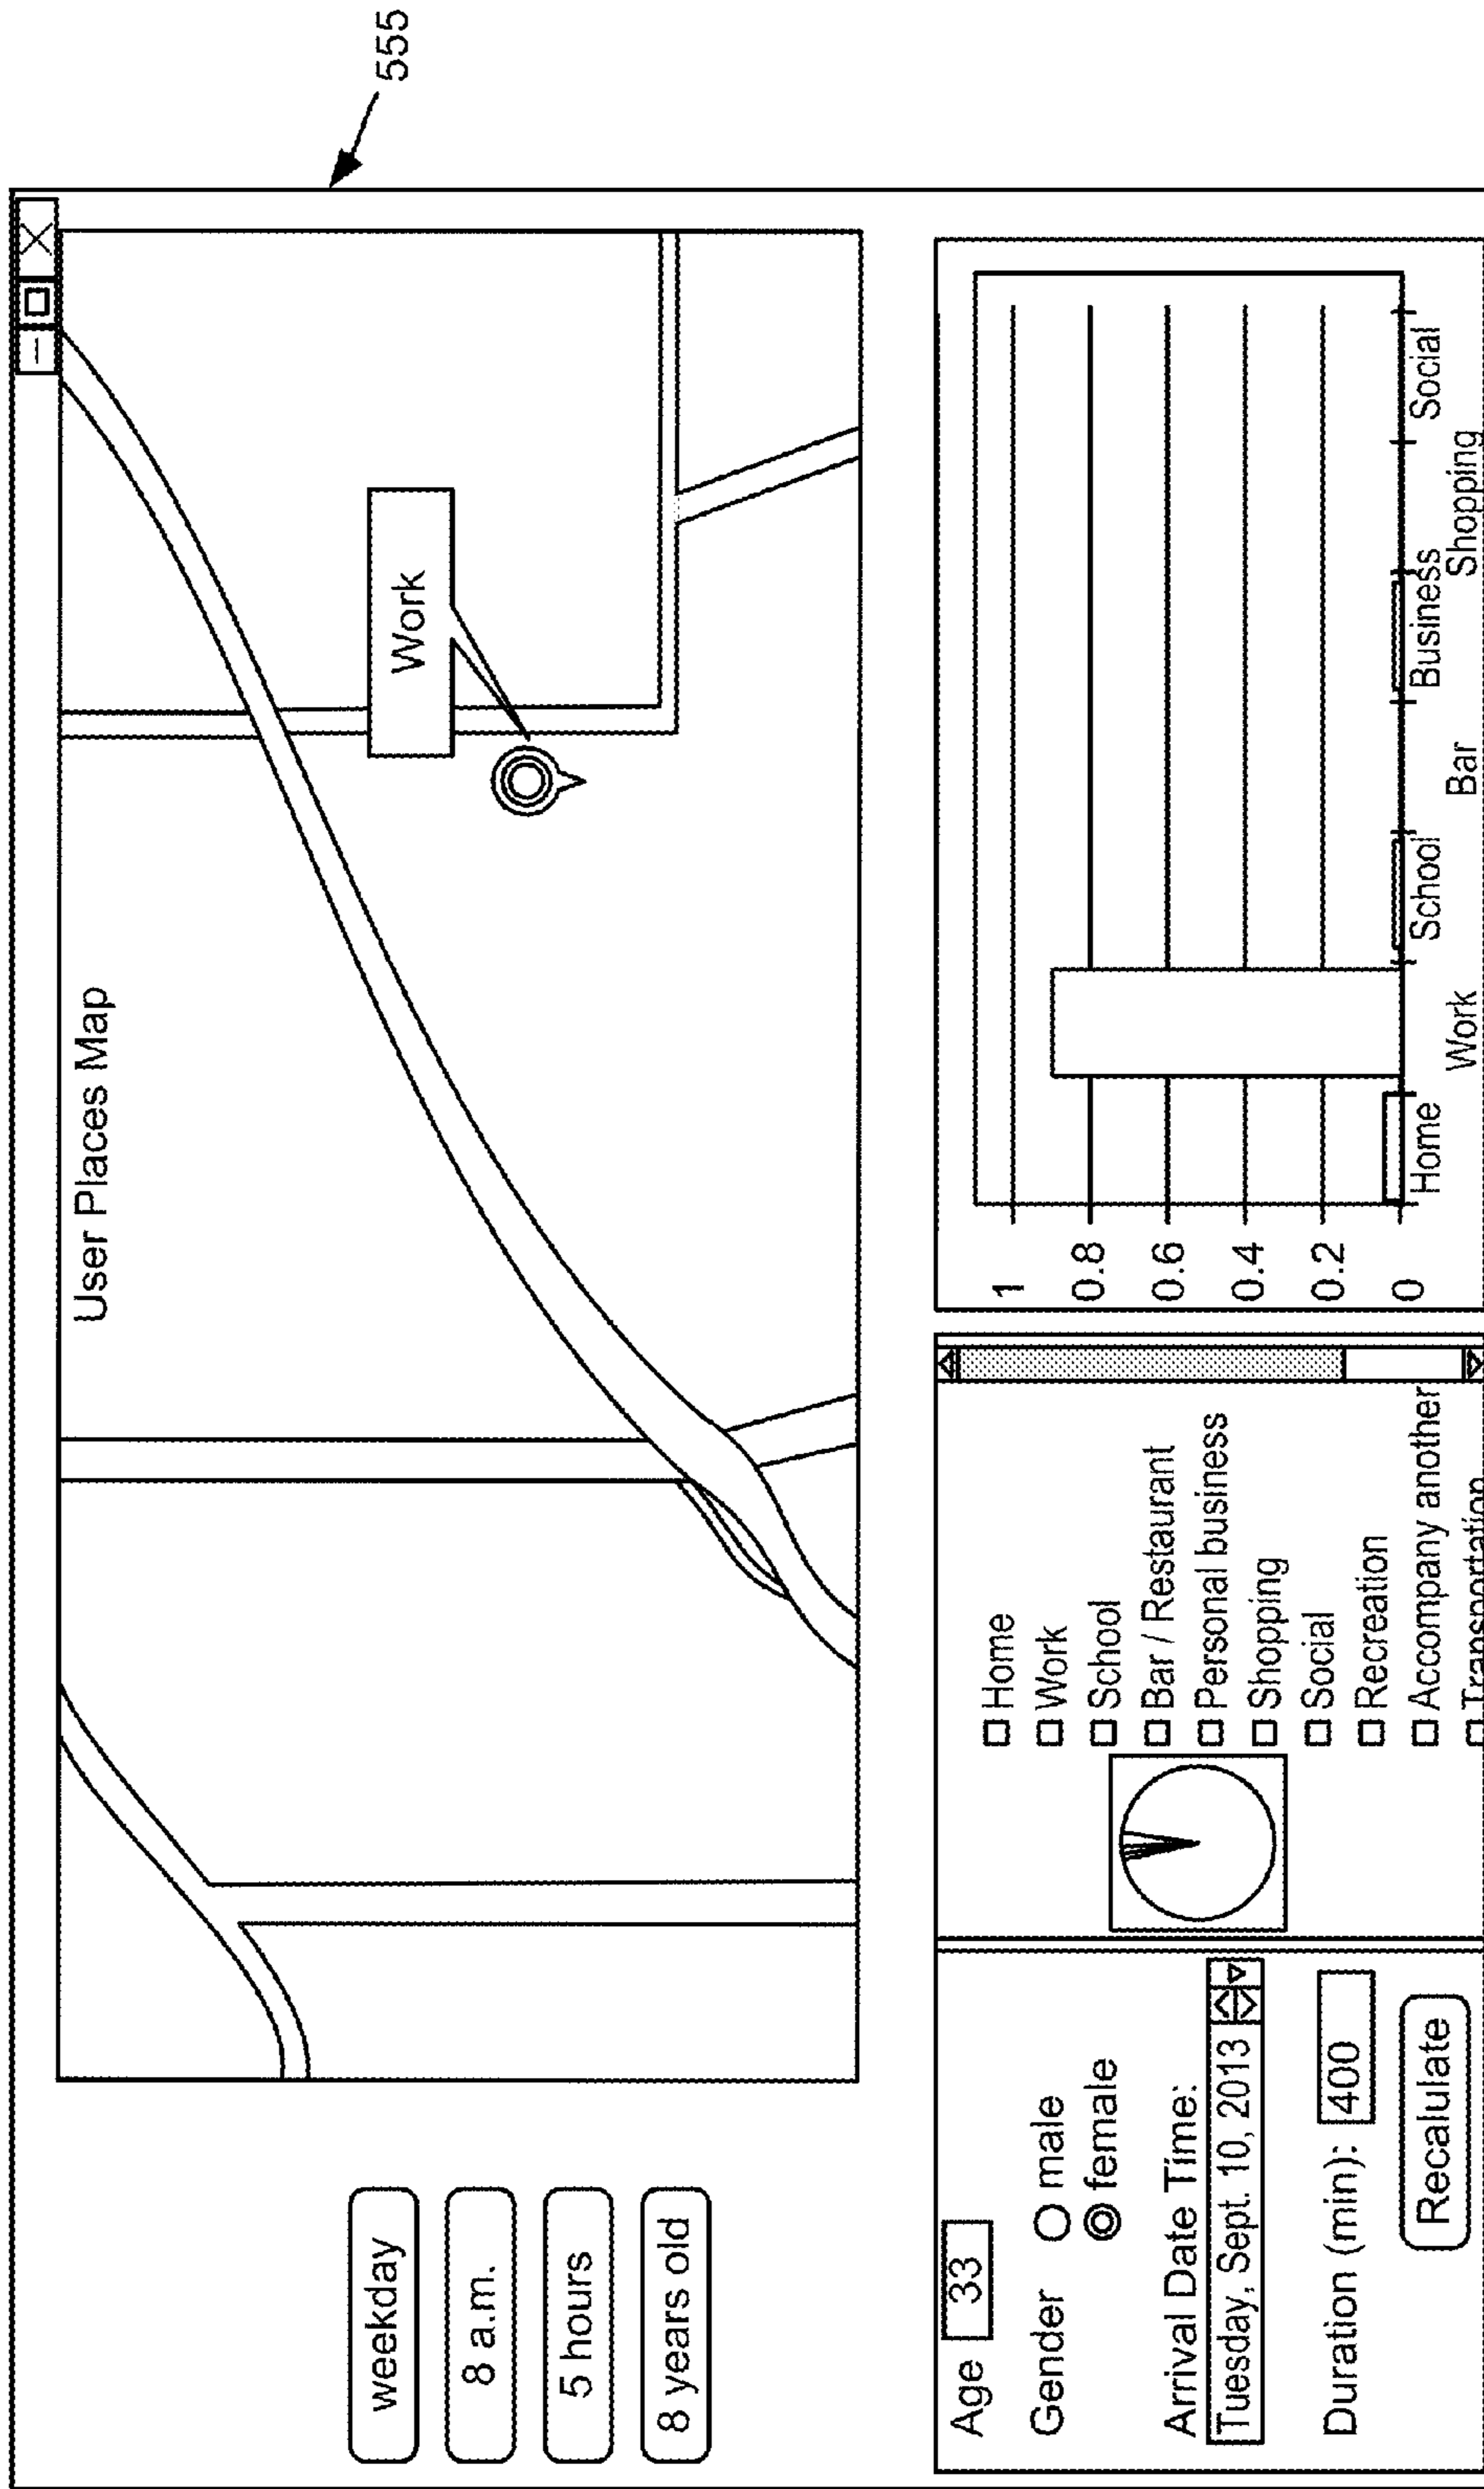 555
User Places Map
Work
weekday
8 a.m.
5 hours
8 years old
Age 33
Gender male
female
Arrival Date Time:
Tuesday, Sept. 10, 2013
Duration (min): 400
Recalulate
Home
Work
School
Bar / Restaurant
Personal business
Shopping
Social
Recreation
Accompany another
Transportation
1
0.8
0.6
0.4
0.2
0
Home
Work
School
Bar
Business
Shopping
Social